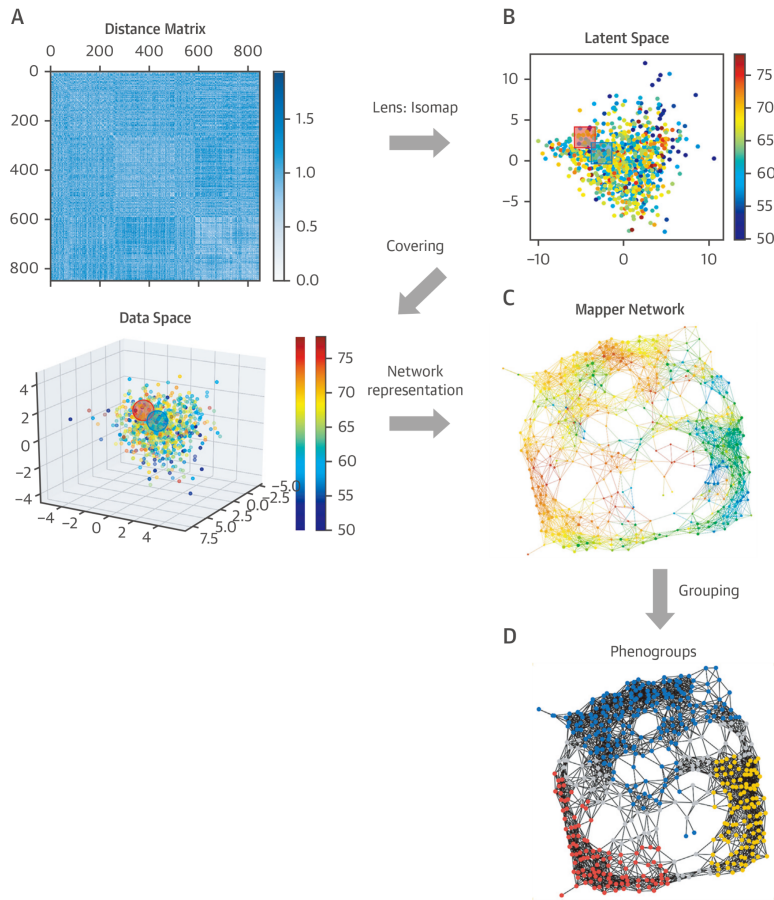 A
Distance Matrix
0 200 400 600 800
0
200
400
600
800
1.5
1.0
0.5
0.0
Lens: Isomap
B
Latent Space
10
5
0
−5
−10 0 10
75
70
65
60
55
50
Covering
Data Space
4
2
0
−2
−4
−4 −2 0 2 4
−5.0
−2.5
0.0
2.5
5.0
7.5
75
70
65
60
55
50
Network
representation
C
Mapper Network
Grouping
D
Phenogroups